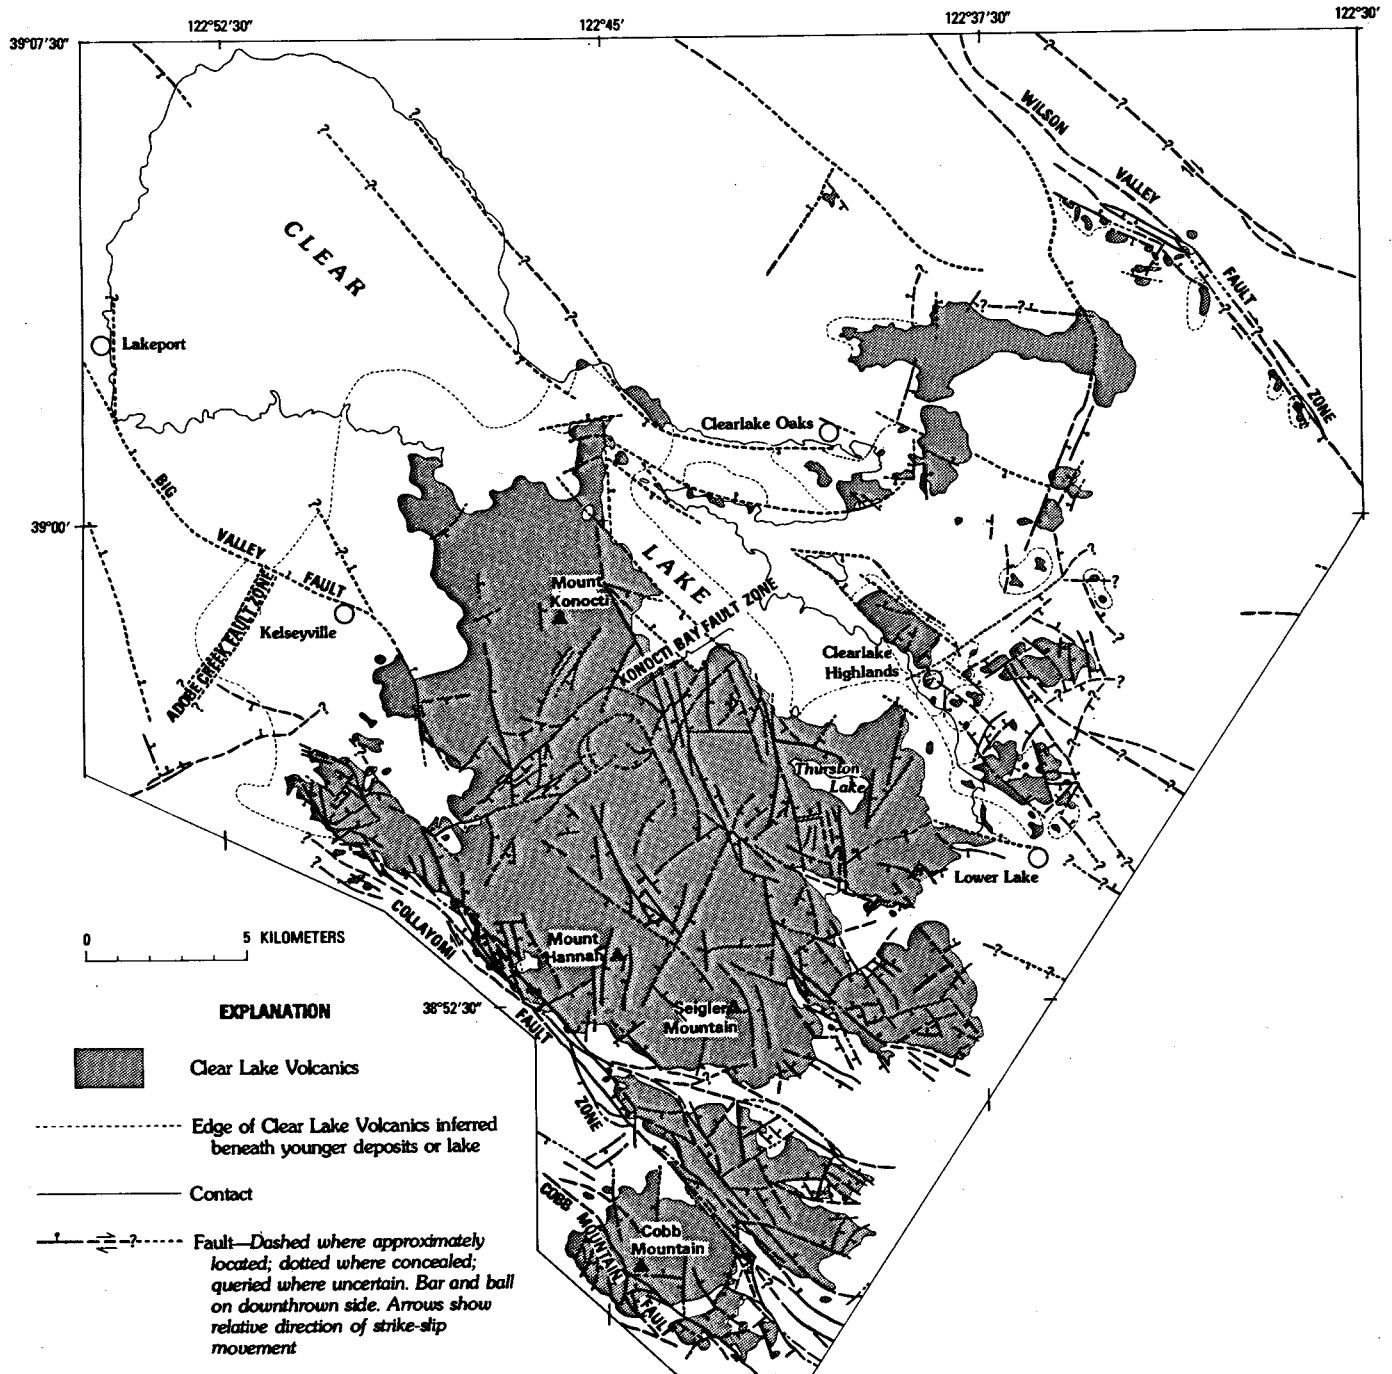 122°52'30"
122°45'
122°37'30"
122°30'
39°07'30"
WILSON
VALLEY
FAULT
ZONE
CLEAR
Lakeport
Clearlake Oaks
BIG
VALLEY
FAULT
39°00'
LAKE
Mount
Konocti
KONOCTI BAY FAULT ZONE
Kelseyville
ADOBE CREEK FAULT ZONE
Clearlake
Highlands
Thurston
Lake
Lower Lake
COLLAYOMI
FAULT
ZONE
0 5 KILOMETERS
Mount
Hannah
38°52'30"
Seigler
Mountain
EXPLANATION
Clear Lake Volcanics
Edge of Clear Lake Volcanics inferred
beneath younger deposits or lake
Contact
Fault—Dashed where approximately
located; dotted where concealed;
queried where uncertain. Bar and ball
on downthrown side. Arrows show
relative direction of strike-slip
movement
COBB
MOUNTAIN
FAULT
Cobb
Mountain